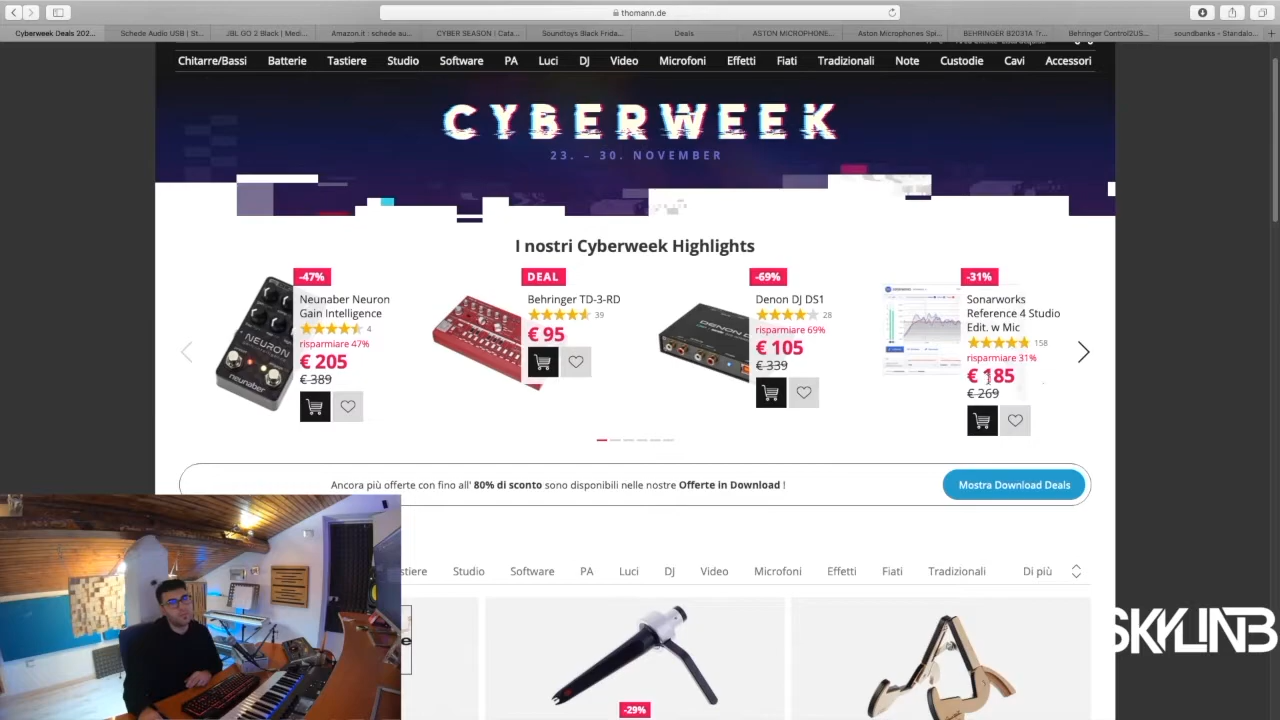 thomann.de
Cyberweek Deals 202...
Schede Audio USB | St...
JBL GO 2 Black | Medi...
Amazon.it : schede su...
CYBER SEASON | Cata...
Soundtoys Black Frida...
Deals
ASTON MICROPHONE...
Aston Microphones Spi...
BEHRINGER B2031A Tr...
Behringer Control2US...
soundbanks - Standalo...
Chitarre/Bassi
Batterie
Tastiere
Studio
Software
PA
Luci
DJ
Video
Microfoni
Effetti
Fiati
Tradizionali
Note
Custodie
Cavi
Accessori
CYBERWEEK
23. – 30. NOVEMBER
I nostri Cyberweek Highlights
-47%
Neunaber Neuron
Gain Intelligence
4
risparmiare 47%
€ 205
€ 389
NEURON
neunaber
DEAL
Behringer TD-3-RD
39
€ 95
-69%
Denon DJ DS1
28
risparmiare 69%
€ 105
€ 339
DENON
-31%
Sonarworks
Reference 4 Studio
Edit. w Mic
158
risparmiare 31%
€ 185
€ 269
Ancora più offerte con fino all' 80% di sconto sono disponibili nelle nostre Offerte in Download !
Mostra Download Deals
stiere
Studio
Software
PA
Luci
DJ
Video
Microfoni
Effetti
Fiati
Tradizionali
Di più
-29%
SKYLINB